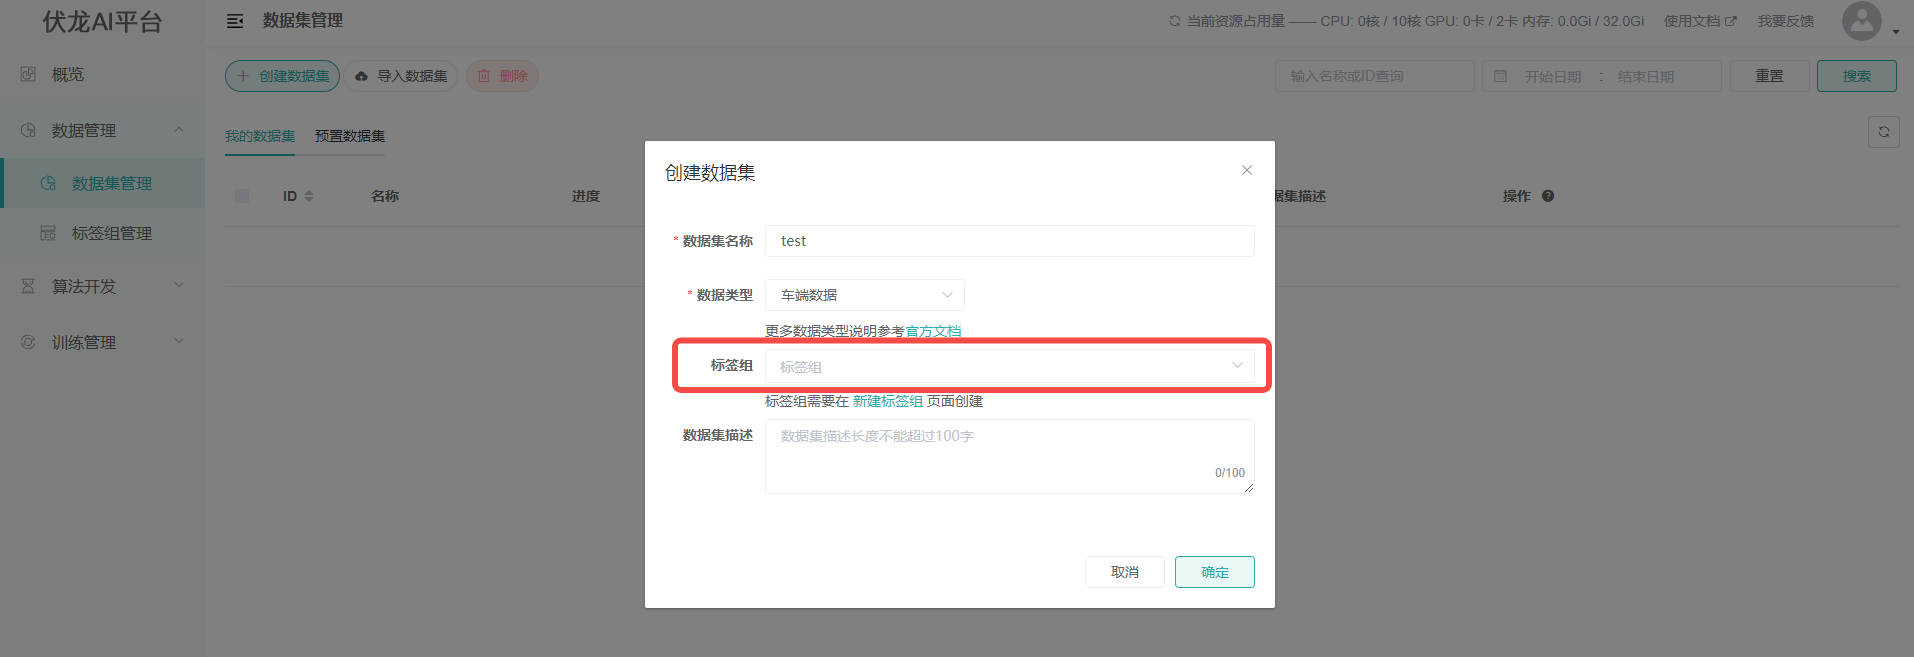 伏龙AI平台
数据集管理
当前资源占用量 —— CPU: 0核 / 10核 GPU: 0卡 / 2卡 内存: 0.0Gi / 32.0Gi 使用文档 我要反馈
概览
数据管理
数据集管理
标签组管理
算法开发
训练管理
创建数据集 导入数据集 删除
输入名称或ID查询 开始日期 : 结束日期 重置 搜索
我的数据集 预置数据集
ID 名称 进度 据集描述 操作
创建数据集
* 数据集名称 test
* 数据类型 车端数据
更多数据类型说明参考官方文档
标签组 标签组
标签组需要在 新建标签组 页面创建
数据集描述 数据集描述长度不能超过100字
0/100
取消 确定